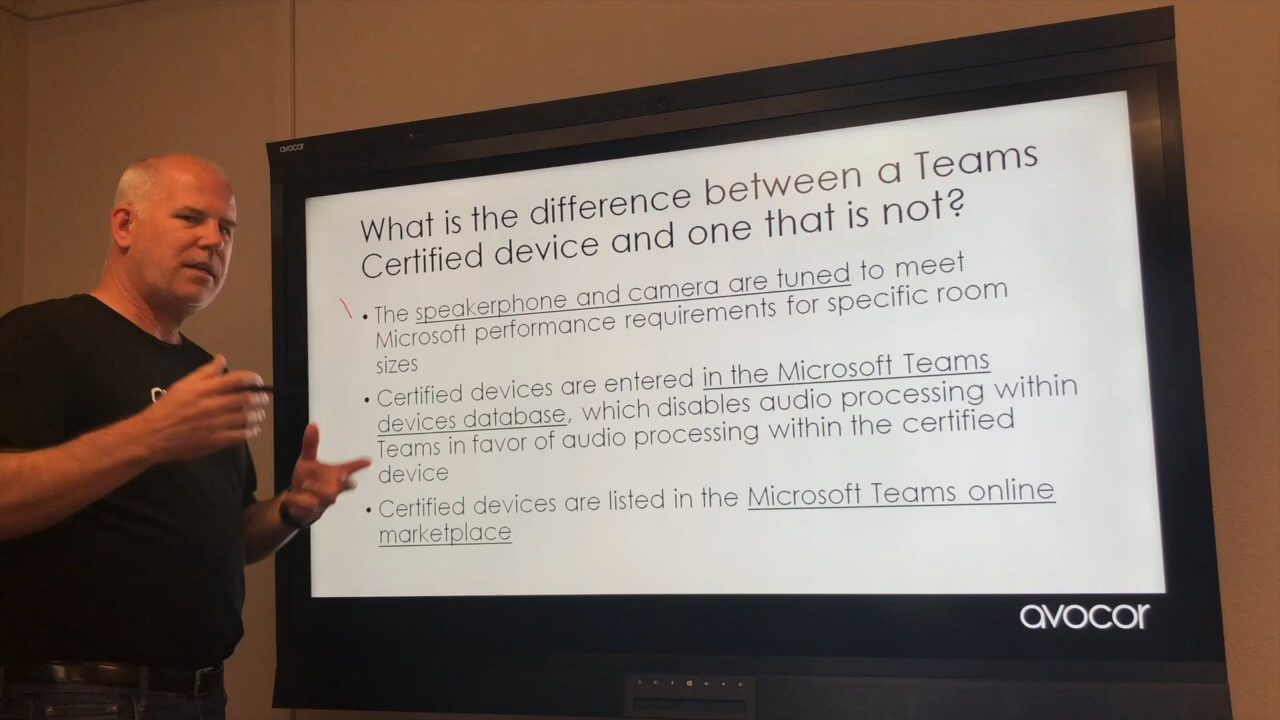 avocor
What is the difference between a Teams
Certified device and one that is not?
• The speakerphone and camera are tuned to meet
Microsoft performance requirements for specific room
sizes
• Certified devices are entered in the Microsoft Teams
devices database, which disables audio processing within
Teams in favor of audio processing within the certified
device
• Certified devices are listed in the Microsoft Teams online
marketplace
avocor